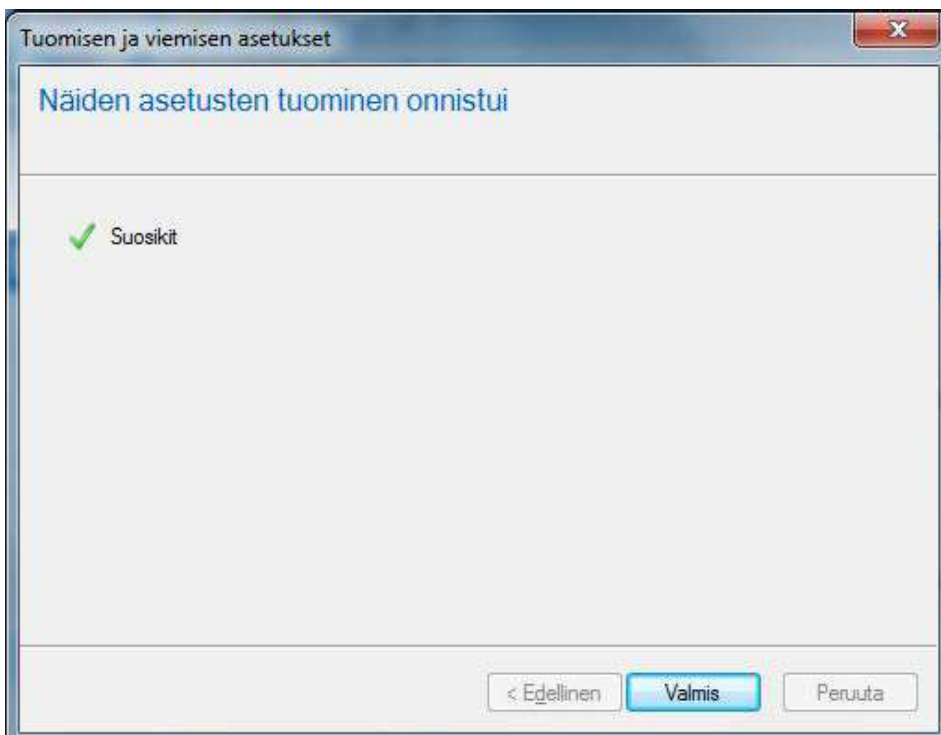 Tuomisen ja viemisen asetukset
Näiden asetusten tuominen onnistui
Suosikit
< Edellinen Valmis Peruuta